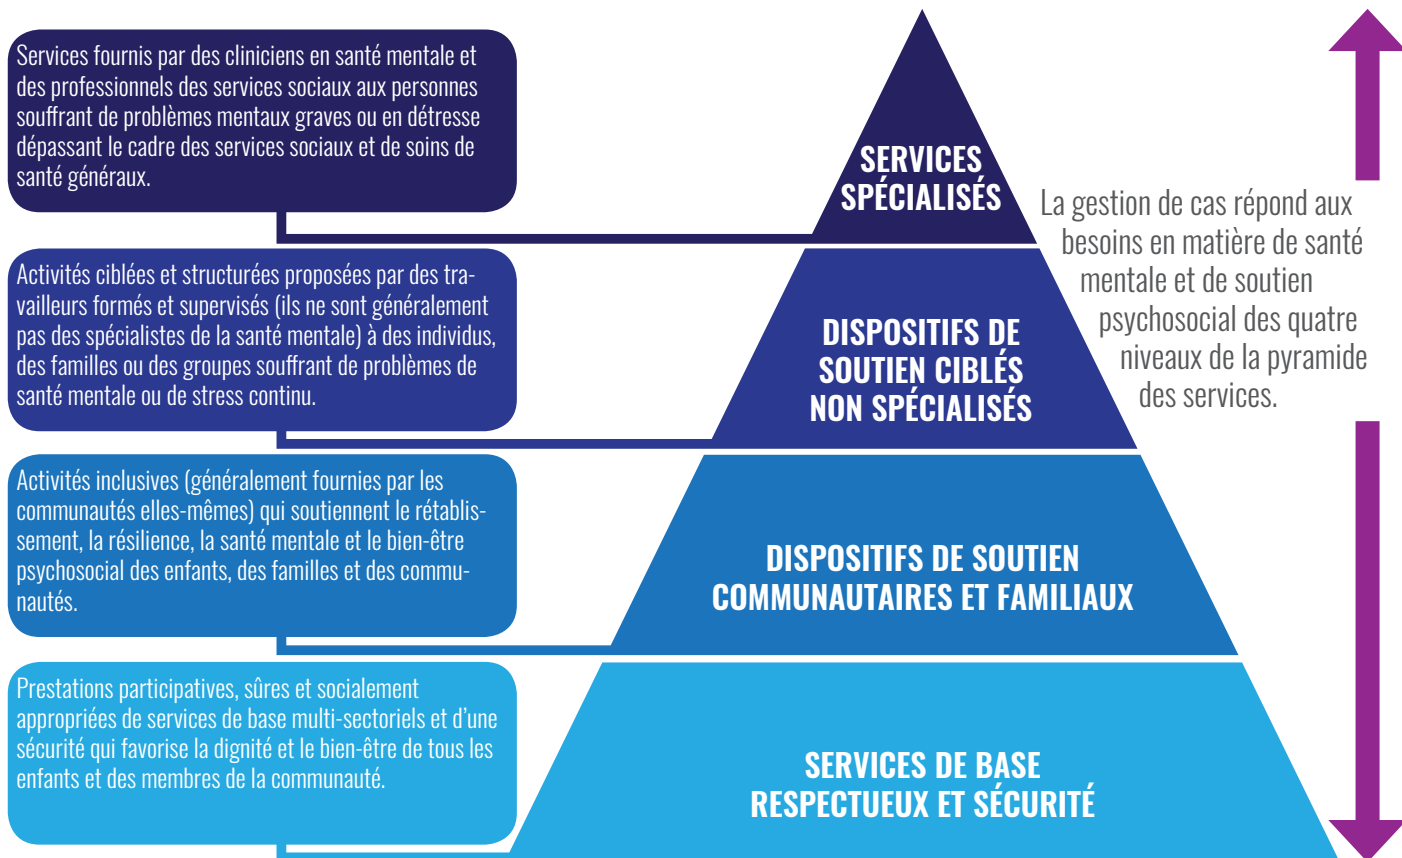 Services fournis par des cliniciens en santé mentale et
des professionnels des services sociaux aux personnes
souffrant de problèmes mentaux graves ou en détresse
dépassant le cadre des services sociaux et de soins de
santé généraux.
SERVICES
SPÉCIALISÉS
La gestion de cas répond aux
besoins en matière de santé
mentale et de soutien
psychosocial des quatre
niveaux de la pyramide
des services.
Activités ciblées et structurées proposées par des tra-
vailleurs formés et supervisés (ils ne sont généralement
pas des spécialistes de la santé mentale) à des individus,
des familles ou des groupes souffrant de problèmes de
santé mentale ou de stress continu.
DISPOSITIFS DE
SOUTIEN CIBLÉS
NON SPÉCIALISÉS
Activités inclusives (généralement fournies par les
communautés elles-mêmes) qui soutiennent le rétablis-
sement, la résilience, la santé mentale et le bien-être
psychosocial des enfants, des familles et des commu-
nautés.
DISPOSITIFS DE SOUTIEN
COMMUNAUTAIRES ET FAMILIAUX
Prestations participatives, sûres et socialement
appropriées de services de base multi-sectoriels et d’une
sécurité qui favorise la dignité et le bien-être de tous les
enfants et des membres de la communauté.
SERVICES DE BASE
RESPECTUEUX ET SÉCURITÉ